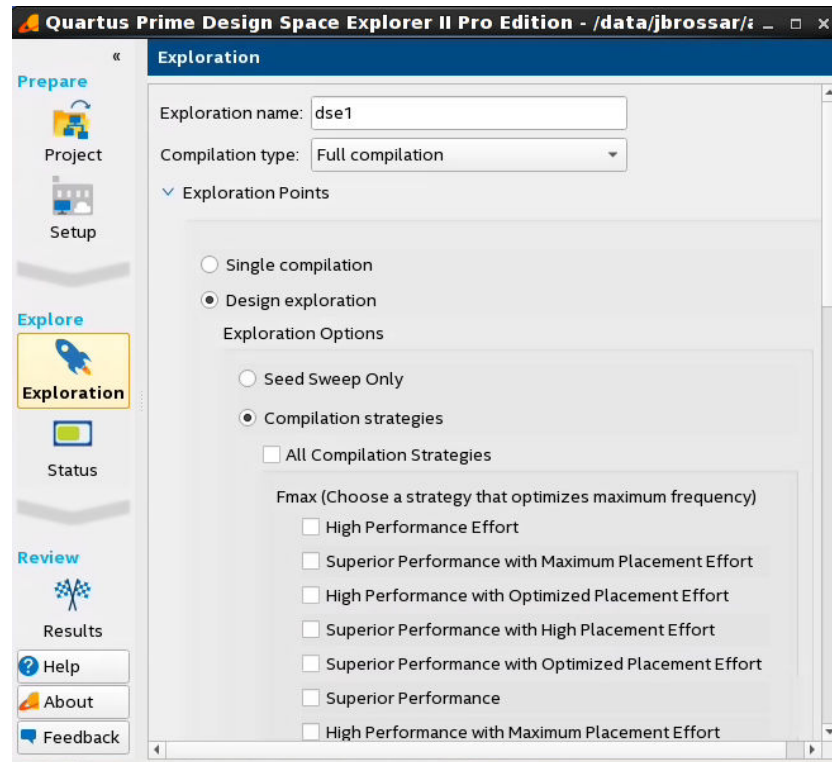 Quartus Prime Design Space Explorer II Pro Edition - /data/jbrossar/
«
Prepare
Project
Setup
Explore
Exploration
Status
Review
Results
Help
About
Feedback
Exploration
Exploration name: dse1
Compilation type: Full compilation
Exploration Points
Single compilation
Design exploration
Exploration Options
Seed Sweep Only
Compilation strategies
All Compilation Strategies
Fmax (Choose a strategy that optimizes maximum frequency)
High Performance Effort
Superior Performance with Maximum Placement Effort
High Performance with Optimized Placement Effort
Superior Performance with High Placement Effort
Superior Performance with Optimized Placement Effort
Superior Performance
High Performance with Maximum Placement Effort